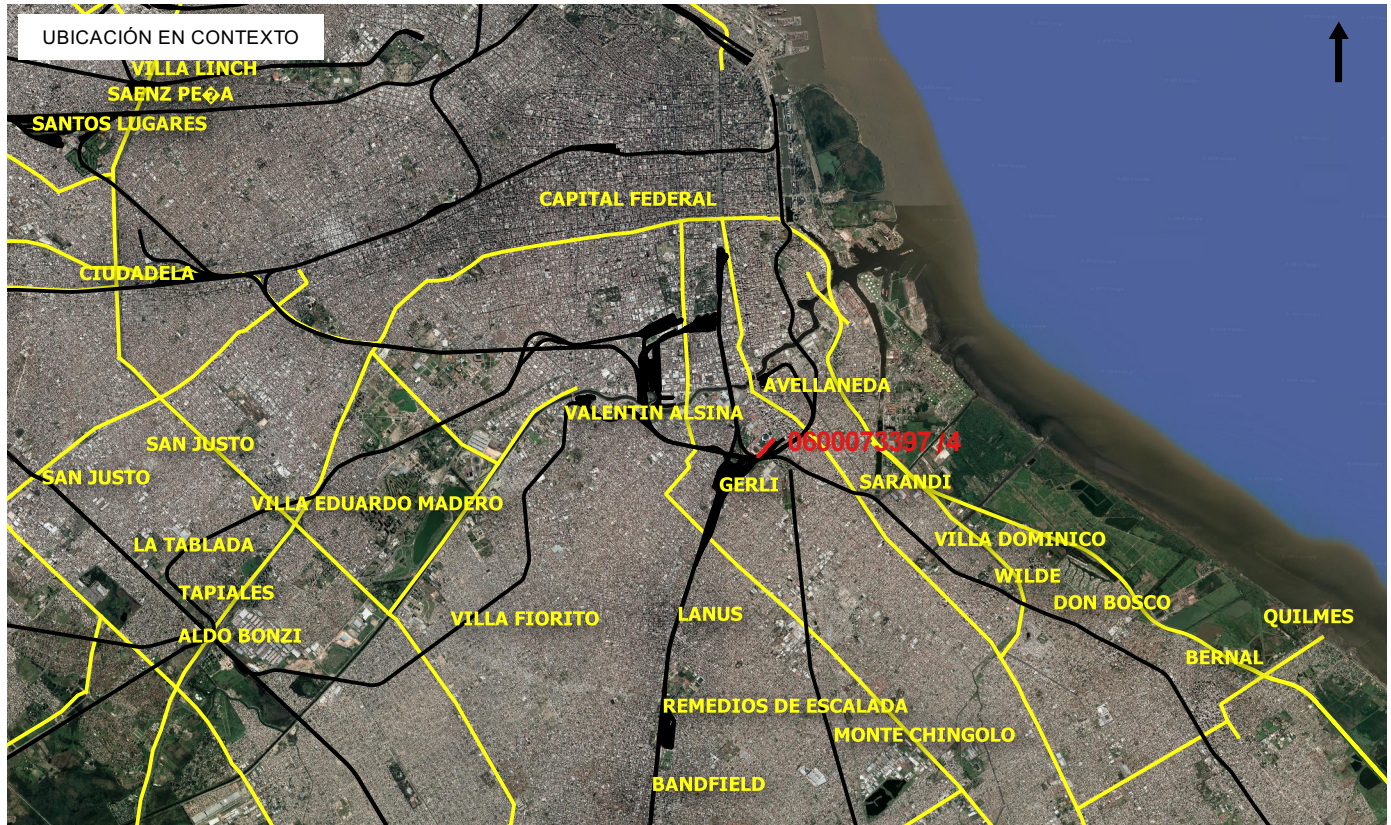 UBICACIÓN EN CONTEXTO
VILLA LINCH
SAENZ PE�A
SANTOS LUGARES
CAPITAL FEDERAL
CIUDADELA
AVELLANEDA
VALENTIN ALSINA
SAN JUSTO
0600073397 /4
SAN JUSTO
GERLI
SARANDI
VILLA EDUARDO MADERO
LA TABLADA
VILLA DOMINICO
WILDE
TAPIALES
DON BOSCO
VILLA FIORITO
LANUS
QUILMES
ALDO BONZI
BERNAL
REMEDIOS DE ESCALADA
MONTE CHINGOLO
BANDFIELD